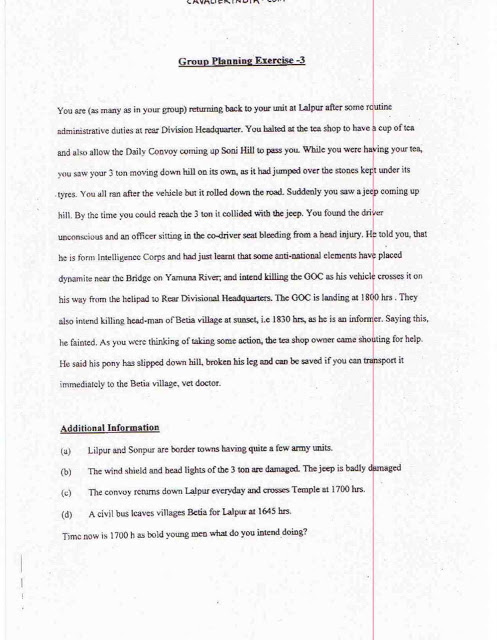 CAVALIERINDIA . COM
Group Planning Exercise -3
You are (as many as in your group) returning back to your unit at Lalpur after some routine
administrative duties at rear Division Headquarter. You halted at the tea shop to have a cup of tea
and also allow the Daily Convoy coming up Soni Hill to pass you. While you were having your tea,
you saw your 3 ton moving down hill on its own, as it had jumped over the stones kept under its
tyres. You all ran after the vehicle but it rolled down the road. Suddenly you saw a jeep coming up
hill. By the time you could reach the 3 ton it collided with the jeep. You found the driver
unconscious and an officer sitting in the co-driver seat bleeding from a head injury. He told you, that
he is form Intelligence Corps and had just learnt that some anti-national elements have placed
dynamite near the Bridge on Yamuna River; and intend killing the GOC as his vehicle crosses it on
his way from the helipad to Rear Divisional Headquarters. The GOC is landing at 1800 hrs . They
also intend killing head-man of Betia village at sunset, i.e 1830 hrs, as he is an informer. Saying this,
he fainted. As you were thinking of taking some action, the tea shop owner came shouting for help.
He said his pony has slipped down hill, broken his leg and can be saved if you can transport it
immediately to the Betia village, vet doctor.
Additional Information
(a) Lilpur and Sonpur are border towns having quite a few army units.
(b) The wind shield and head lights of the 3 ton are damaged. The jeep is badly damaged
(c) The convoy returns down Lalpur everyday and crosses Temple at 1700 hrs.
(d) A civil bus leaves villages Betia for Lalpur at 1645 hrs.
Time now is 1700 h as bold young men what do you intend doing?